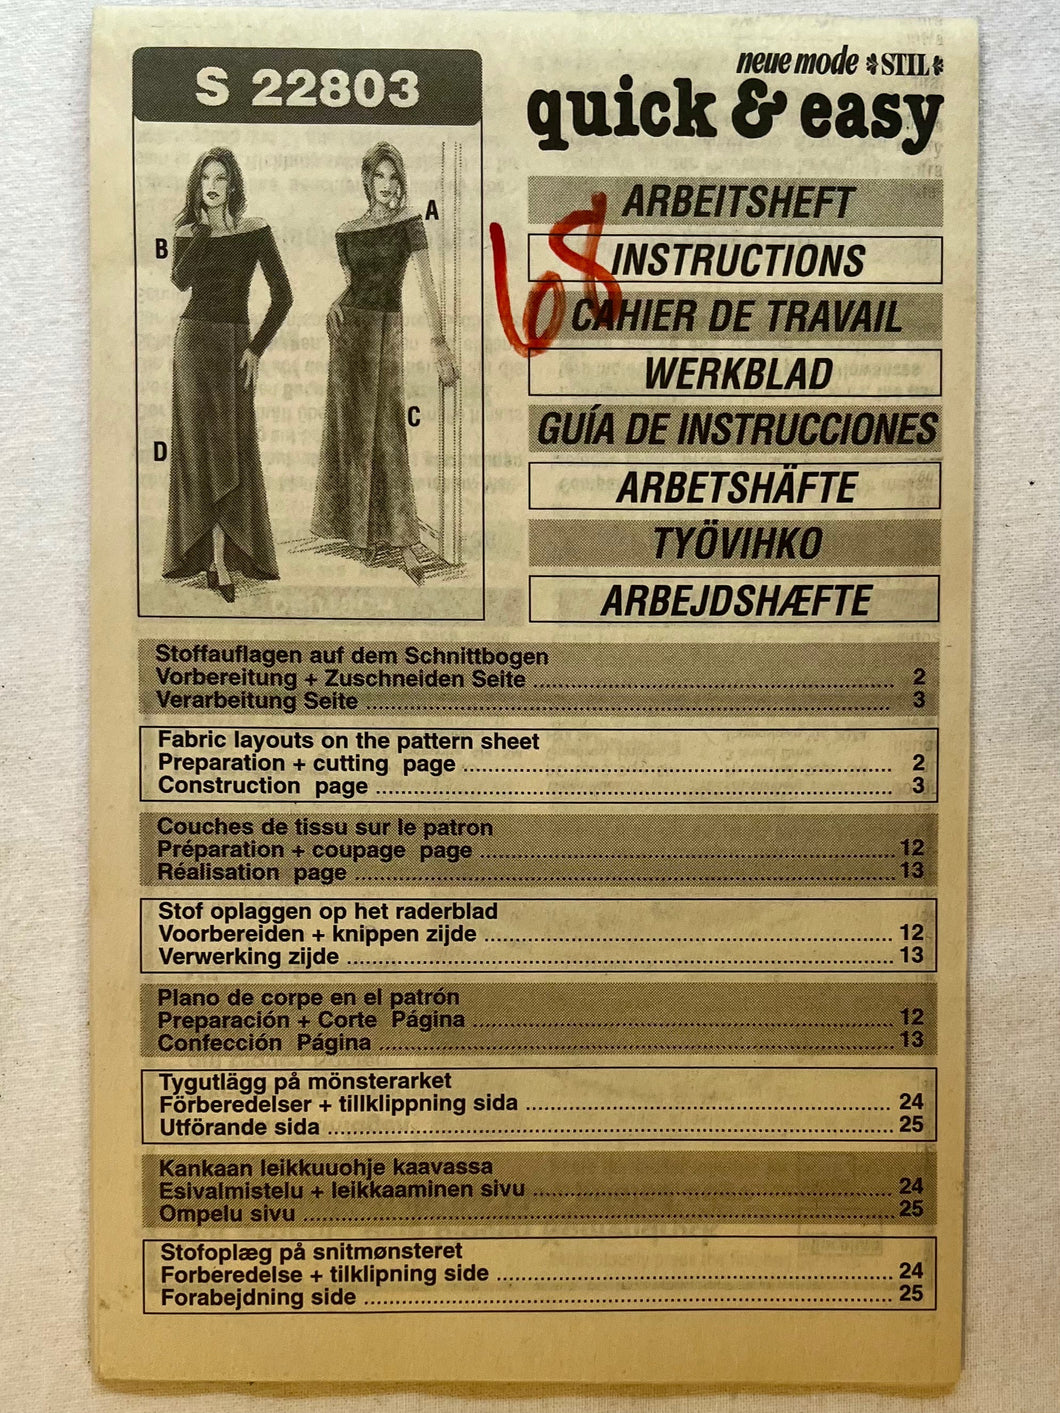 S 22803
B
A
D
C
neue mode STIL
quick & easy
68
ARBEITSHEFT
INSTRUCTIONS
CAHIER DE TRAVAIL
WERKBLAD
GUÍA DE INSTRUCCIONES
ARBETSHÄFTE
TYÖVIHKO
ARBEJDSHÆFTE
Stoffauflagen auf dem Schnittbogen
Vorbereitung + Zuschneiden Seite ........ 2
Verarbeitung Seite ........ 3
Fabric layouts on the pattern sheet
Preparation + cutting page ........ 2
Construction page ........ 3
Couches de tissu sur le patron
Préparation + coupage page ........ 12
Réalisation page ........ 13
Stof oplaggen op het raderblad
Voorbereiden + knippen zijde ........ 12
Verwerking zijde ........ 13
Plano de corpe en el patrón
Preparación + Corte Página ........ 12
Confección Página ........ 13
Tygutlägg på mönsterarket
Förberedelser + tillklippning sida ........ 24
Utförande sida ........ 25
Kankaan leikkuuohje kaavassa
Esivalmistelu + leikkaaminen sivu ........ 24
Ompelu sivu ........ 25
Stofoplæg på snitmønsteret
Forberedelse + tilklipning side ........ 24
Forabejdning side ........ 25